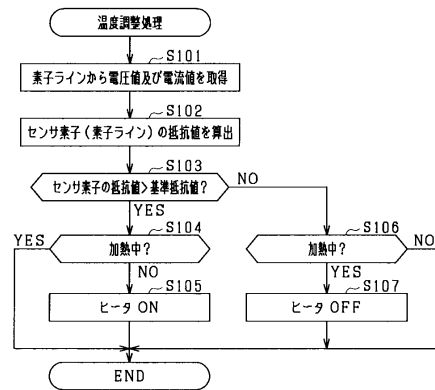 温度調整処理
S101
素子ラインから電圧値及び電流値を取得
S102
センサ素子(素子ライン)の抵抗値を算出
S103
センサ素子の抵抗値>基準抵抗値?
NO
YES
S104
YES
加熱中?
NO
S105
ヒータ ON
S106
加熱中?
NO
YES
S107
ヒータ OFF
END